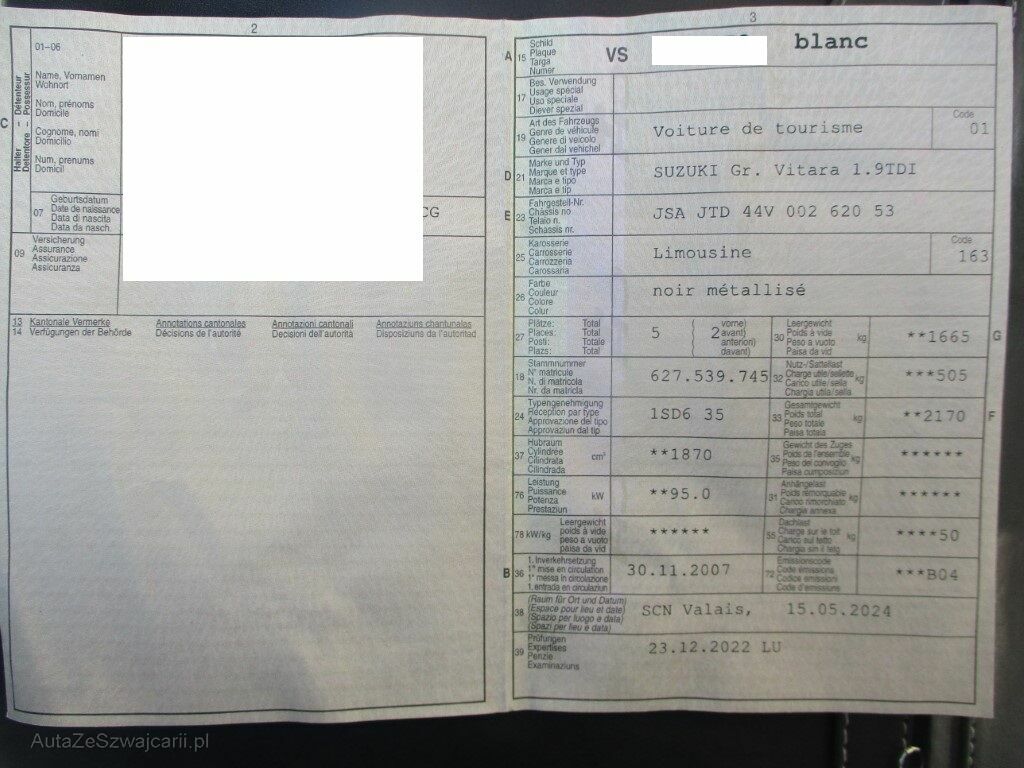 2
01-06
Name, Vornamen
Wohnort
Nom, prénoms
Domicile
Cognome, nomi
Domicilio
Num, prenums
Domicil
C
Halter – Détenteur
Detentore – Possessur
07
Geburtsdatum
Date de naissance
Data di nascita
Data da nasch.
CG
09
Versicherung
Assurance
Assicurazione
Assicuranza
13 Kantonale Vermerke Annotations cantonales Annotazioni cantonali Annotaziuns chantunalas
14 Verfügungen der Behörde Décisions de l'autorité Decisioni dell'autorità Disposiziuns da l'autoritad
3
A 15
Schild
Plaque
Targa
Numer
VS blanc
17
Bes. Verwendung
Usage spécial
Uso speciale
Diever spezial
19
Art des Fahrzeugs
Genre de véhicule
Genere di veicolo
Gener dal vehichel
Voiture de tourisme
Code
01
D 21
Marke und Typ
Marque et type
Marca e tipo
Marca e tip
SUZUKI Gr. Vitara 1.9TDI
E 23
Fahrgestell-Nr.
Châssis no
Telaio n.
Schassis nr.
JSA JTD 44V 002 620 53
25
Karosserie
Carrosserie
Carrozzeria
Carossaria
Limousine
Code
163
26
Farbe
Couleur
Colore
Colur
noir métallisé
27
Plätze: Total
Places: Total
Posti: Totale
Plazs: Total
5
2
vorne)
avant)
anteriori)
davant)
30
Leergewicht
Poids à vide
Peso a vuoto
Paisa da vid
kg
**1665
G
18
Stammnummer
N° matricule
N. di matricola
Nr. da matricla
627.539.745
32
Nutz-/Sattellast
Charge utile/sellette
Carico utile/sella
Chargia utila/sella
kg
***505
24
Typengenehmigung
Réception par type
Approvazione del tipo
Approvaziun dal tip
1SD6 35
33
Gesamtgewicht
Poids total
Peso totale
Paisa totala
kg
**2170
F
37
Hubraum
Cylindrée
Cilindrata
Cilindrada
cm³
**1870
35
Gewicht des Zuges
Poids de l'ensemble
Peso del convoglio
Paisa cumposiziun
kg
******
76
Leistung
Puissance
Potenza
Prestaziun
kW
**95.0
31
Anhängelast
Poids remorquable
Carico rimorchiato
Chargia annexa
kg
******
78 kW/kg
Leergewicht
poids à vide
peso a vuoto
paisa da vid
******
55
Dachlast
Charge sur le toit
Carico sul tetto
Chargia sin il tetg
kg
****50
B 36
1. Inverkehrsetzung
1re mise en circulation
1a messa in circolazione
1. entrada en circulaziun
30.11.2007
72
Emissionscode
Code émissions
Codice emissioni
Code d'emissiuns
***B04
38
(Raum für Ort und Datum)
(Espace pour lieu et date)
(Spazio per luogo e data)
(Spazi per lieu e data)
SCN Valais, 15.05.2024
39
Prüfungen
Expertises
Perizie
Examinaziuns
23.12.2022 LU
AutaZeSzwajcarii.pl